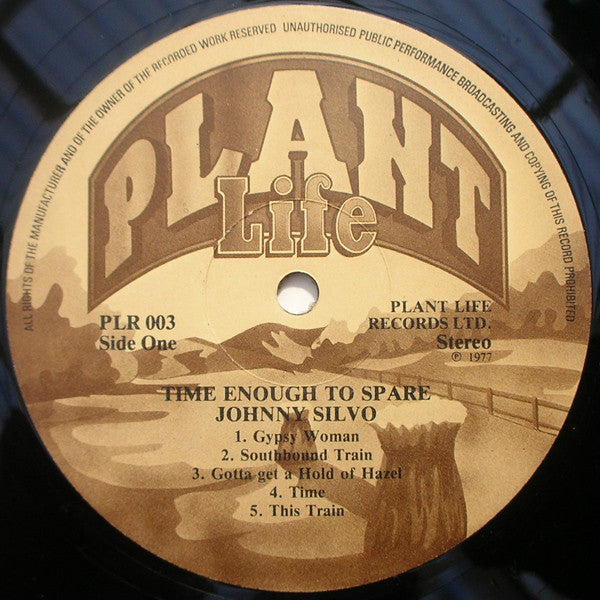 ALL RIGHTS OF THE MANUFACTURER AND OF THE OWNER OF THE RECORDED WORK RESERVED UNAUTHORISED PUBLIC PERFORMANCE BROADCASTING AND COPYING OF THIS RECORD PROHIBITED
PLANT
Life
PLR 003
Side One
PLANT LIFE
RECORDS LTD.
Stereo
℗ 1977
TIME ENOUGH TO SPARE
JOHNNY SILVO
1. Gypsy Woman
2. Southbound Train
3. Gotta get a Hold of Hazel
4. Time
5. This Train